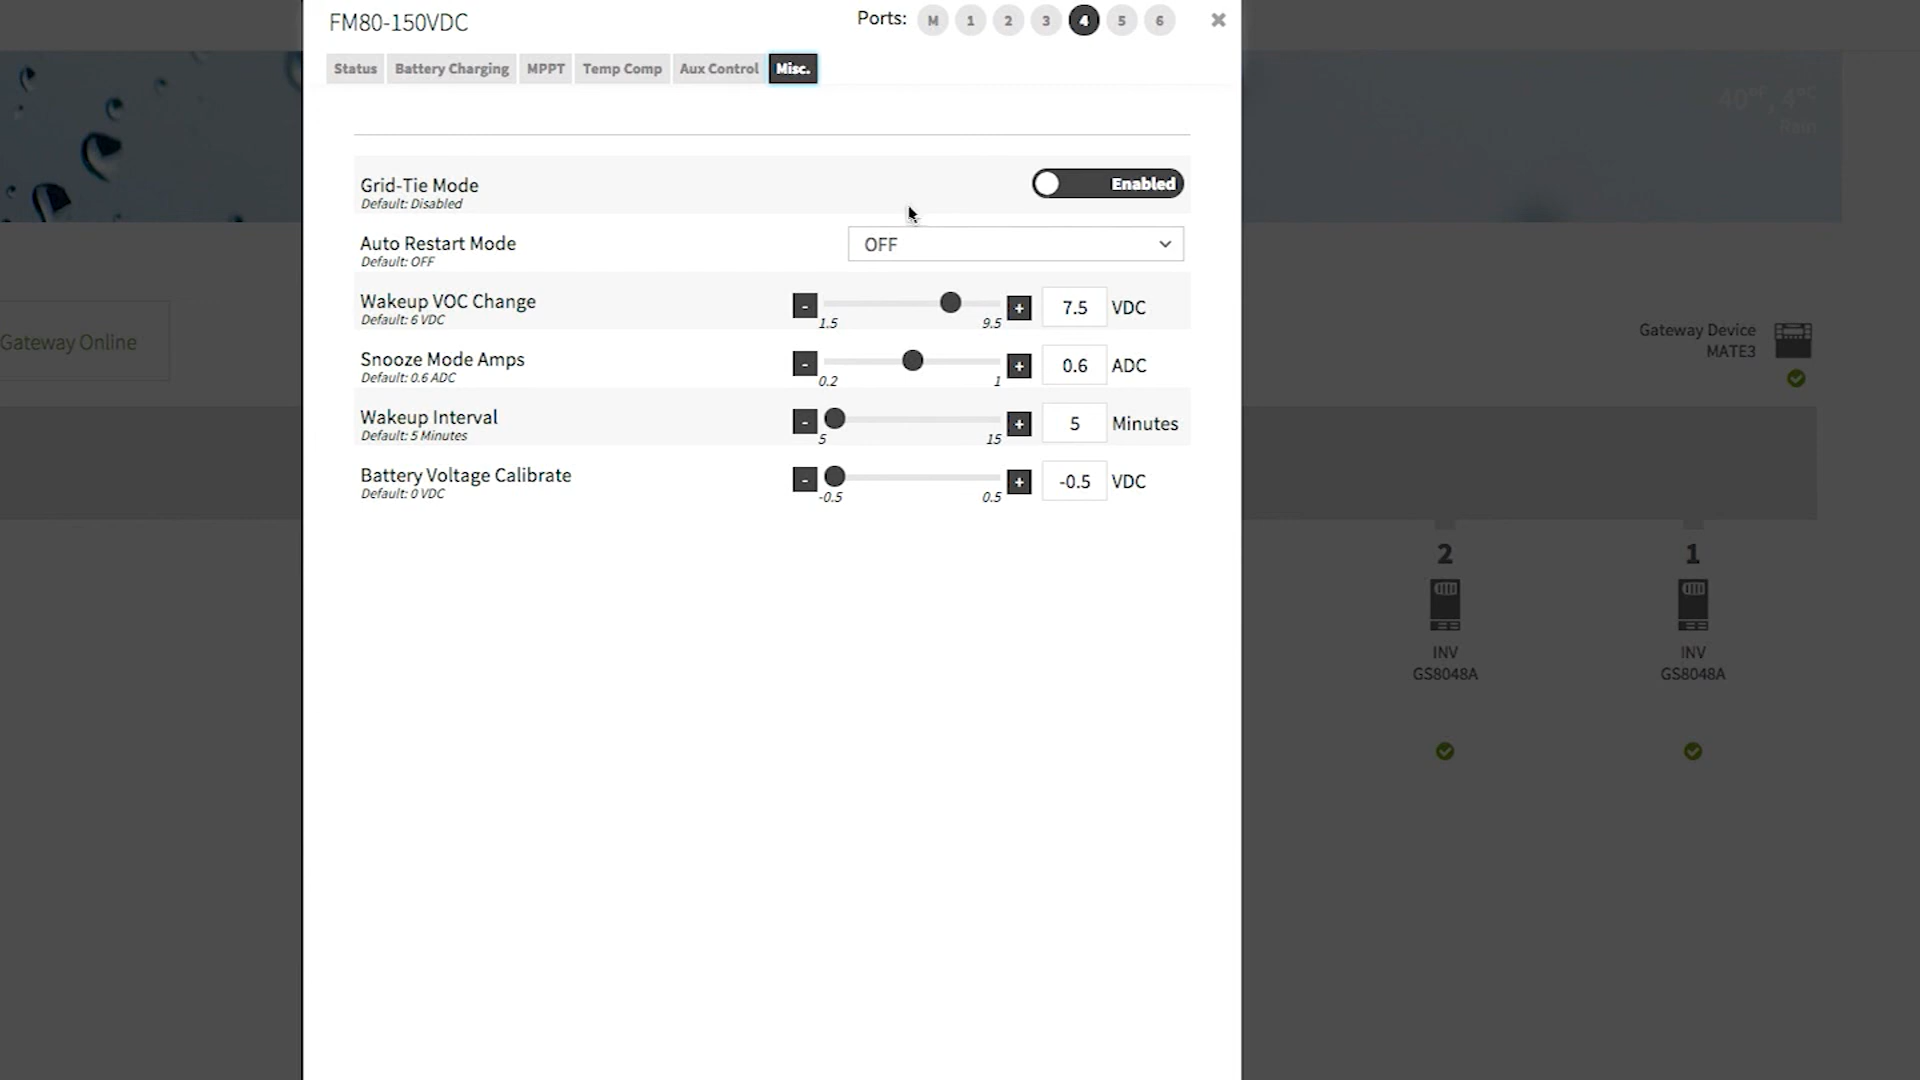 FM80-150VDC
Ports: M 1 2 3 4 5 6 ×
Status Battery Charging MPPT Temp Comp Aux Control Misc.
40°F, 4°C
Rain
Grid-Tie Mode
Default: Disabled
Enabled
Auto Restart Mode
Default: OFF
OFF
Wakeup VOC Change
Default: 6 VDC
- 1.5 9.5 + 7.5 VDC
Snooze Mode Amps
Default: 0.6 ADC
- 0.2 1 + 0.6 ADC
Wakeup Interval
Default: 5 Minutes
- 5 15 + 5 Minutes
Battery Voltage Calibrate
Default: 0 VDC
- -0.5 0.5 + -0.5 VDC
Gateway Online
Gateway Device
MATE3
2
INV
GS8048A
1
INV
GS8048A